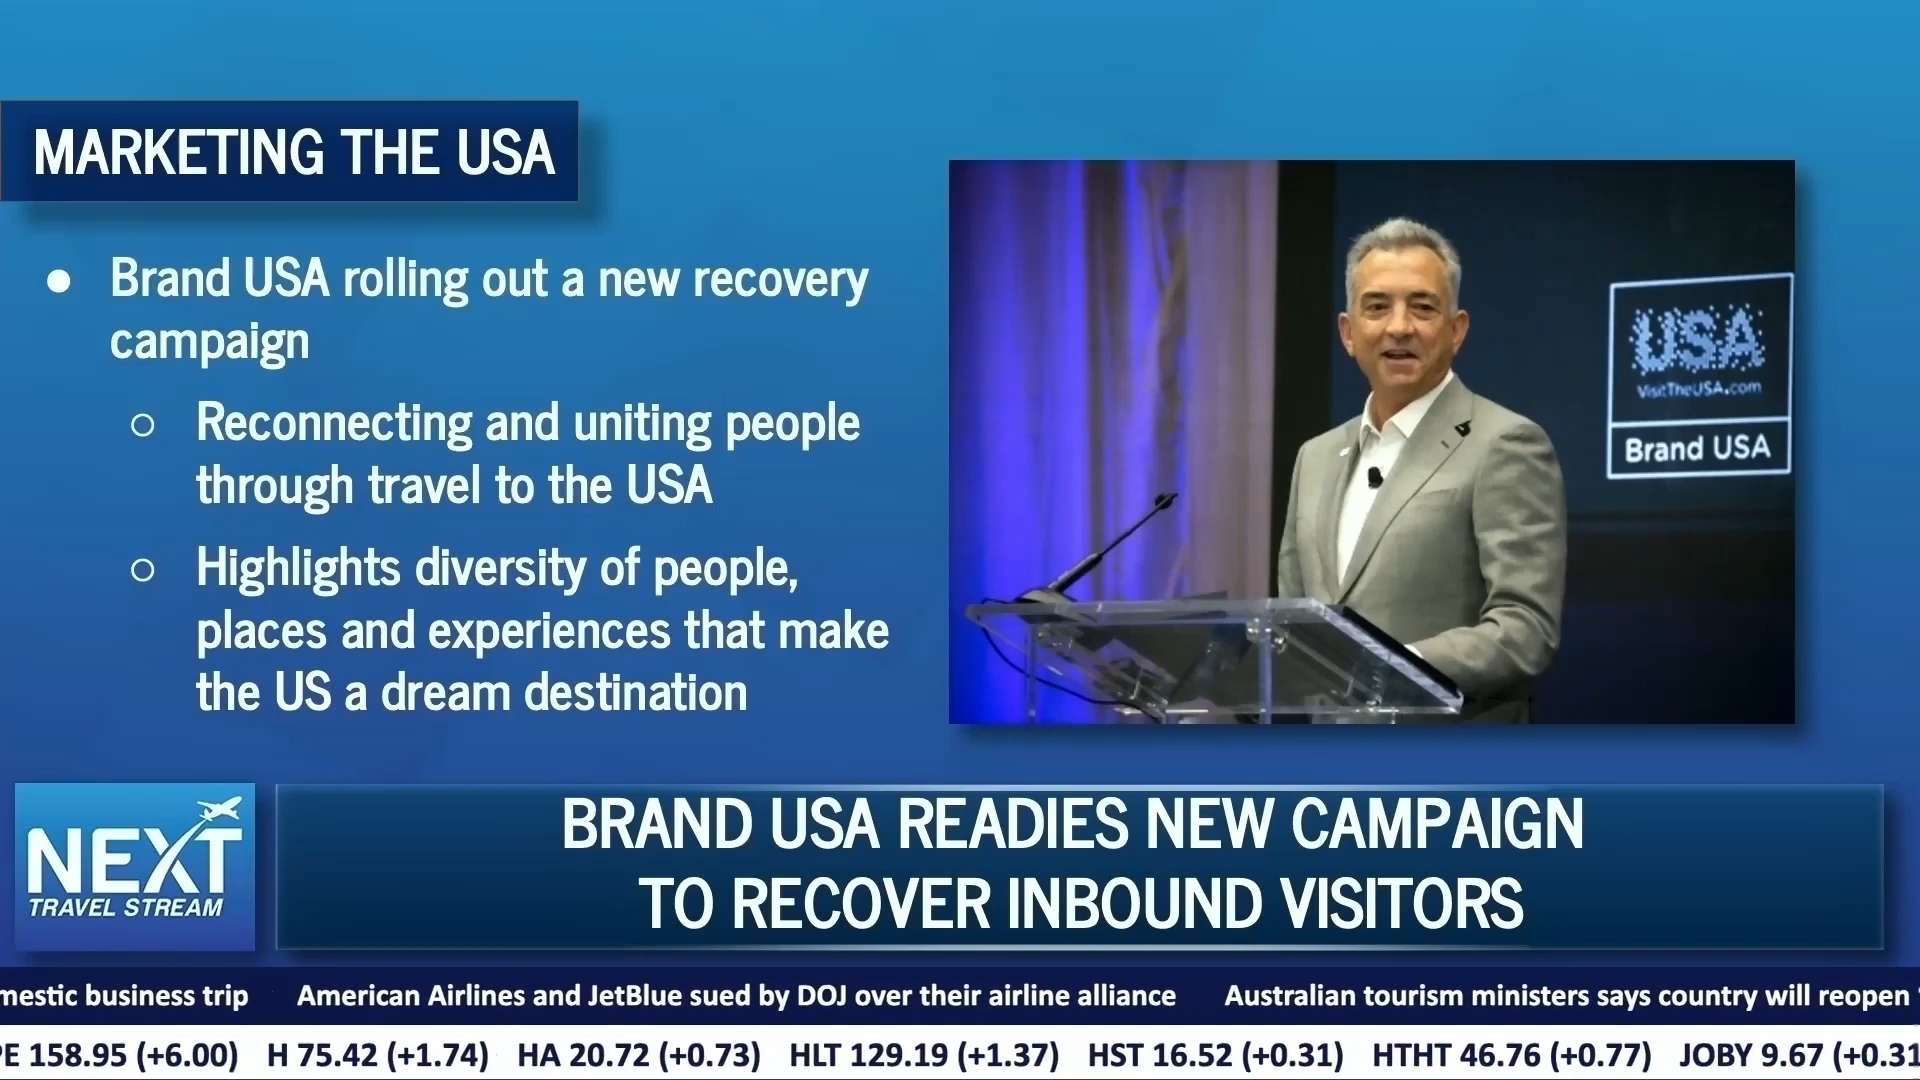 MARKETING THE USA
● Brand USA rolling out a new recovery
campaign
○ Reconnecting and uniting people
through travel to the USA
○ Highlights diversity of people,
places and experiences that make
the US a dream destination
USA
VisitTheUSA.com
Brand USA
NEXT
TRAVEL STREAM
BRAND USA READIES NEW CAMPAIGN
TO RECOVER INBOUND VISITORS
mestic business trip American Airlines and JetBlue sued by DOJ over their airline alliance Australian tourism ministers says country will reopen
PE 158.95 (+6.00) H 75.42 (+1.74) HA 20.72 (+0.73) HLT 129.19 (+1.37) HST 16.52 (+0.31) HTHT 46.76 (+0.77) JOBY 9.67 (+0.31